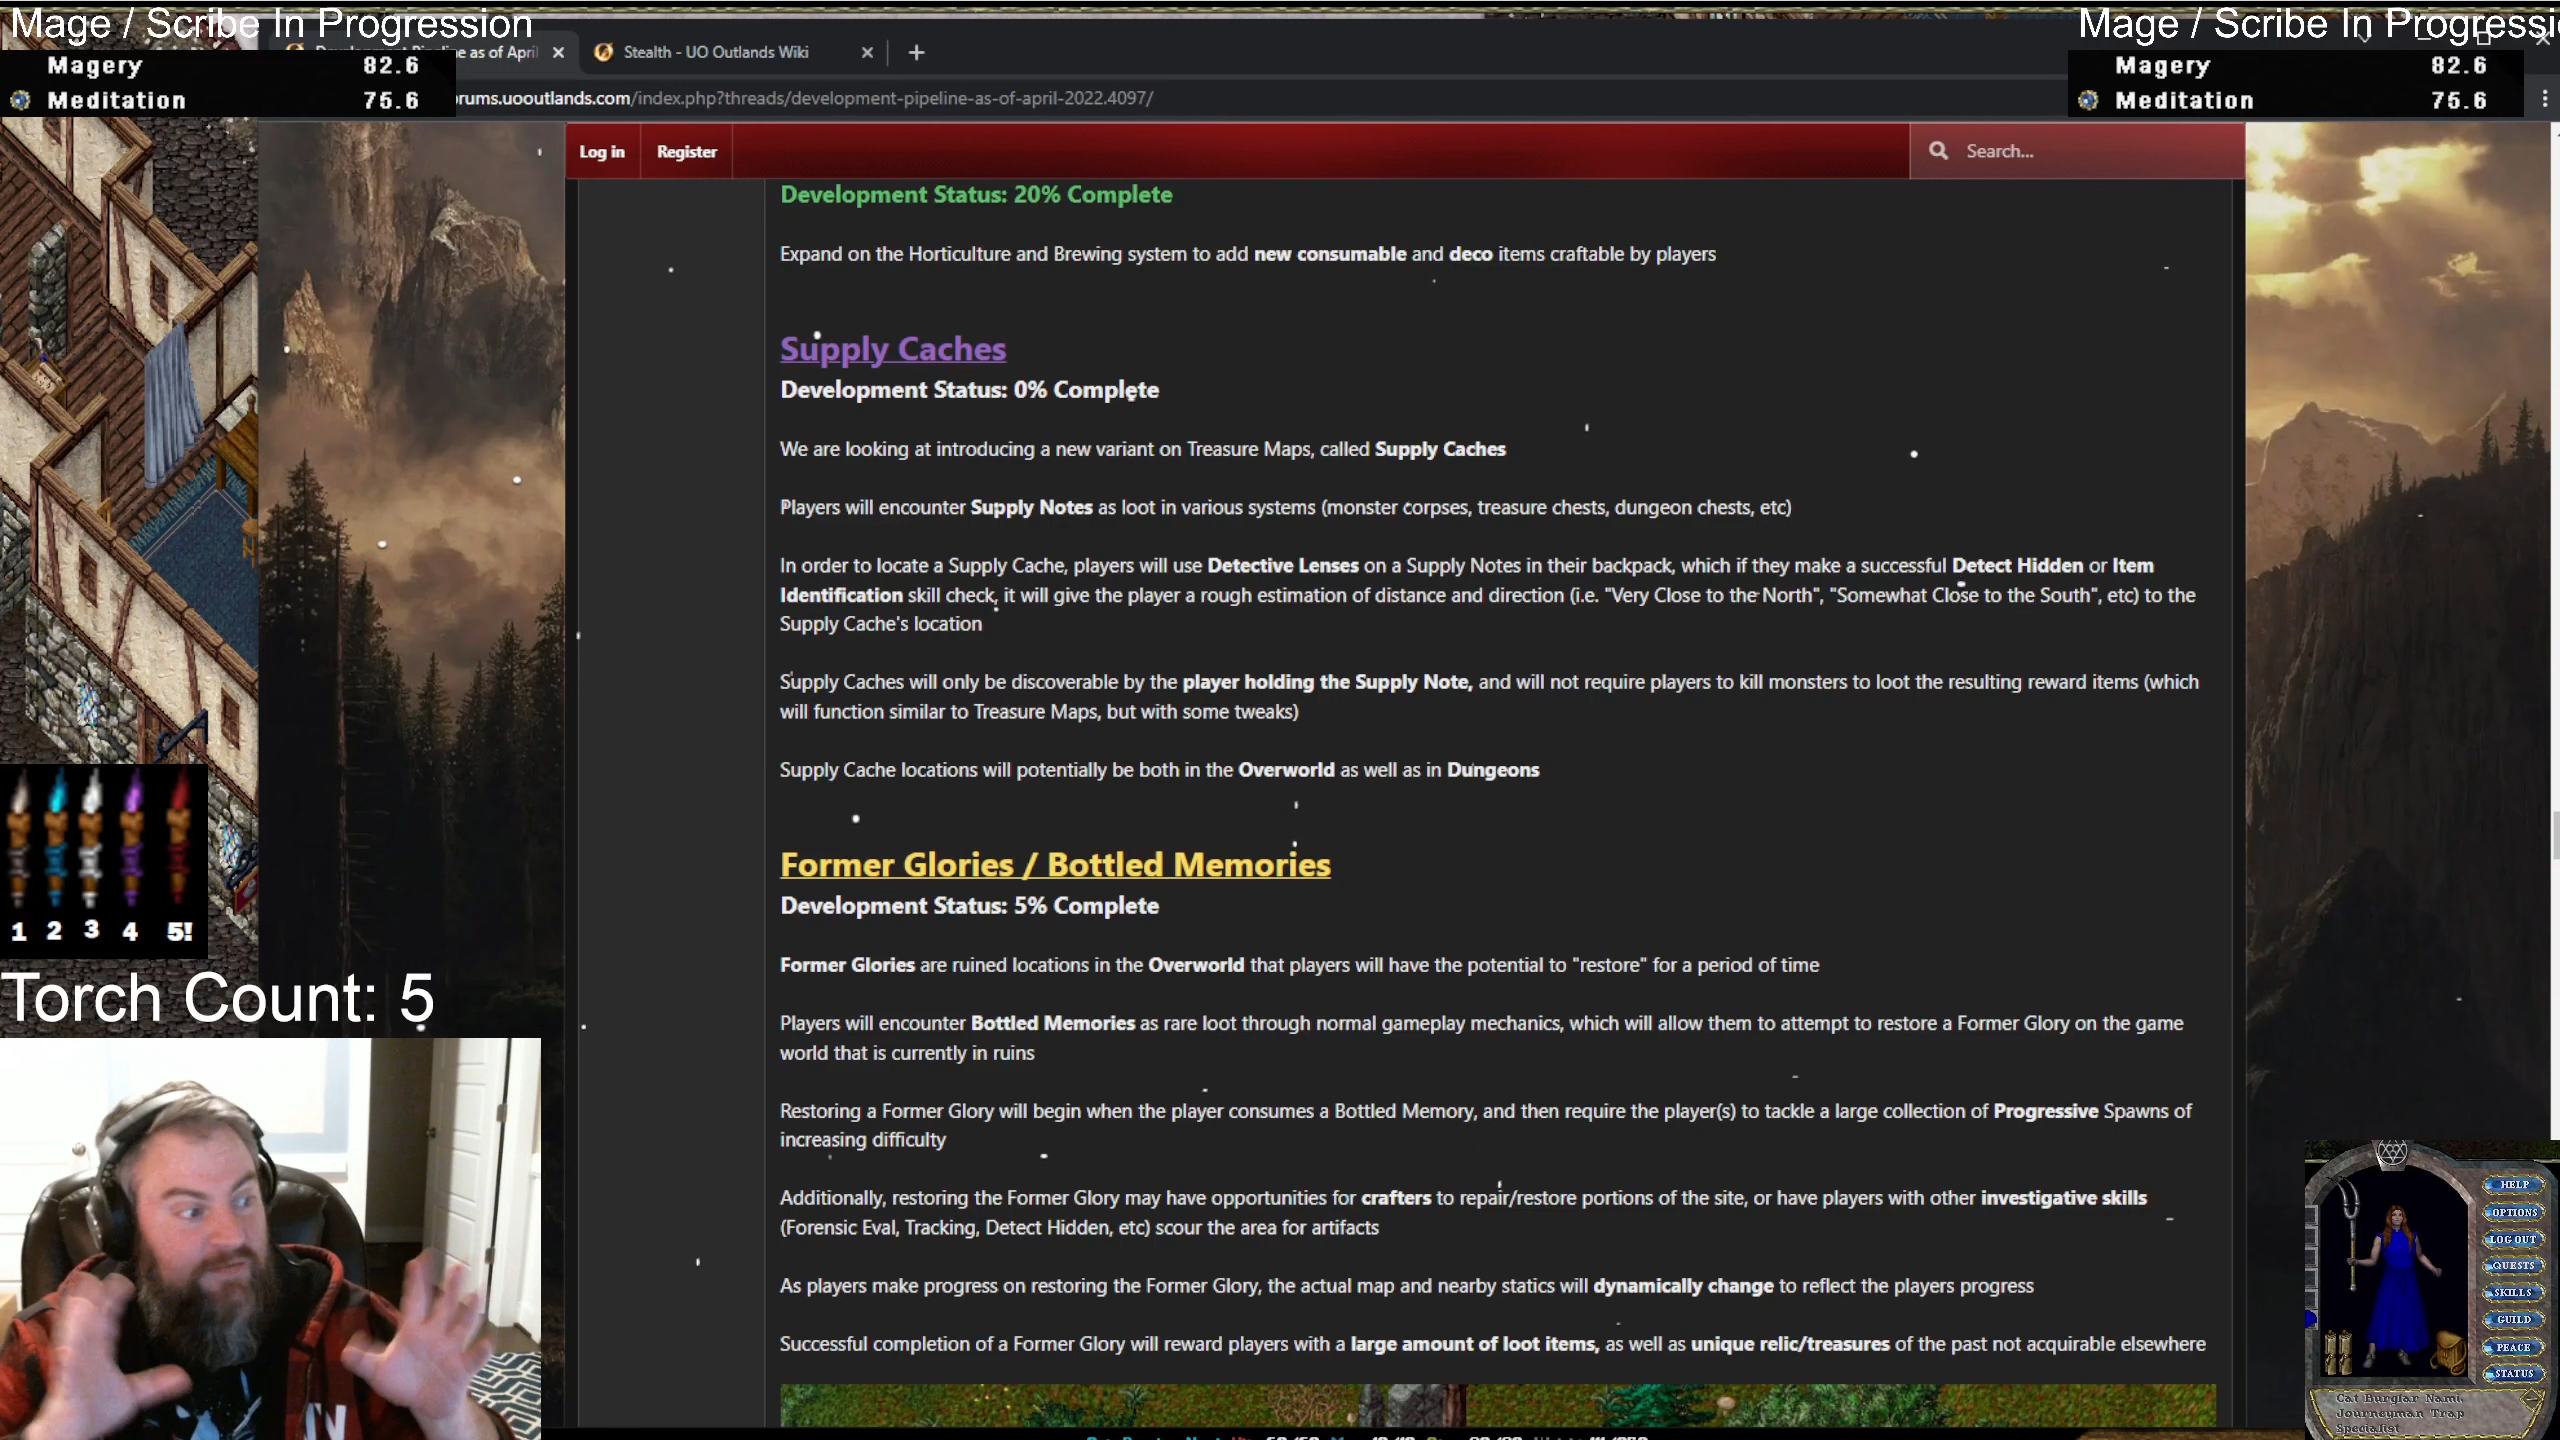 Mage / Scribe In Progression
Magery 82.6
Meditation 75.6
e as of April
Stealth - UO Outlands Wiki
rums.uooutlands.com/index.php?threads/development-pipeline-as-of-april-2022.4097/
Mage / Scribe In Progressi
Magery 82.6
Meditation 75.6
Log in
Register
Search...
Development Status: 20% Complete
Expand on the Horticulture and Brewing system to add new consumable and deco items craftable by players
Supply Caches
Development Status: 0% Complete
We are looking at introducing a new variant on Treasure Maps, called Supply Caches
Players will encounter Supply Notes as loot in various systems (monster corpses, treasure chests, dungeon chests, etc)
In order to locate a Supply Cache, players will use Detective Lenses on a Supply Notes in their backpack, which if they make a successful Detect Hidden or Item
Identification skill check, it will give the player a rough estimation of distance and direction (i.e. "Very Close to the North", "Somewhat Close to the South", etc) to the
Supply Cache's location
Supply Caches will only be discoverable by the player holding the Supply Note, and will not require players to kill monsters to loot the resulting reward items (which
will function similar to Treasure Maps, but with some tweaks)
Supply Cache locations will potentially be both in the Overworld as well as in Dungeons
Former Glories / Bottled Memories
Development Status: 5% Complete
Former Glories are ruined locations in the Overworld that players will have the potential to "restore" for a period of time
Players will encounter Bottled Memories as rare loot through normal gameplay mechanics, which will allow them to attempt to restore a Former Glory on the game
world that is currently in ruins
Restoring a Former Glory will begin when the player consumes a Bottled Memory, and then require the player(s) to tackle a large collection of Progressive Spawns of
increasing difficulty
Additionally, restoring the Former Glory may have opportunities for crafters to repair/restore portions of the site, or have players with other investigative skills
(Forensic Eval, Tracking, Detect Hidden, etc) scour the area for artifacts
As players make progress on restoring the Former Glory, the actual map and nearby statics will dynamically change to reflect the players progress
Successful completion of a Former Glory will reward players with a large amount of loot items, as well as unique relic/treasures of the past not acquirable elsewhere
1 2 3 4 5!
Torch Count: 5
HELP
OPTIONS
LOG OUT
QUESTS
SKILLS
GUILD
PEACE
STATUS
Cat Burglar Nami,
Journeyman Trap
Specialist